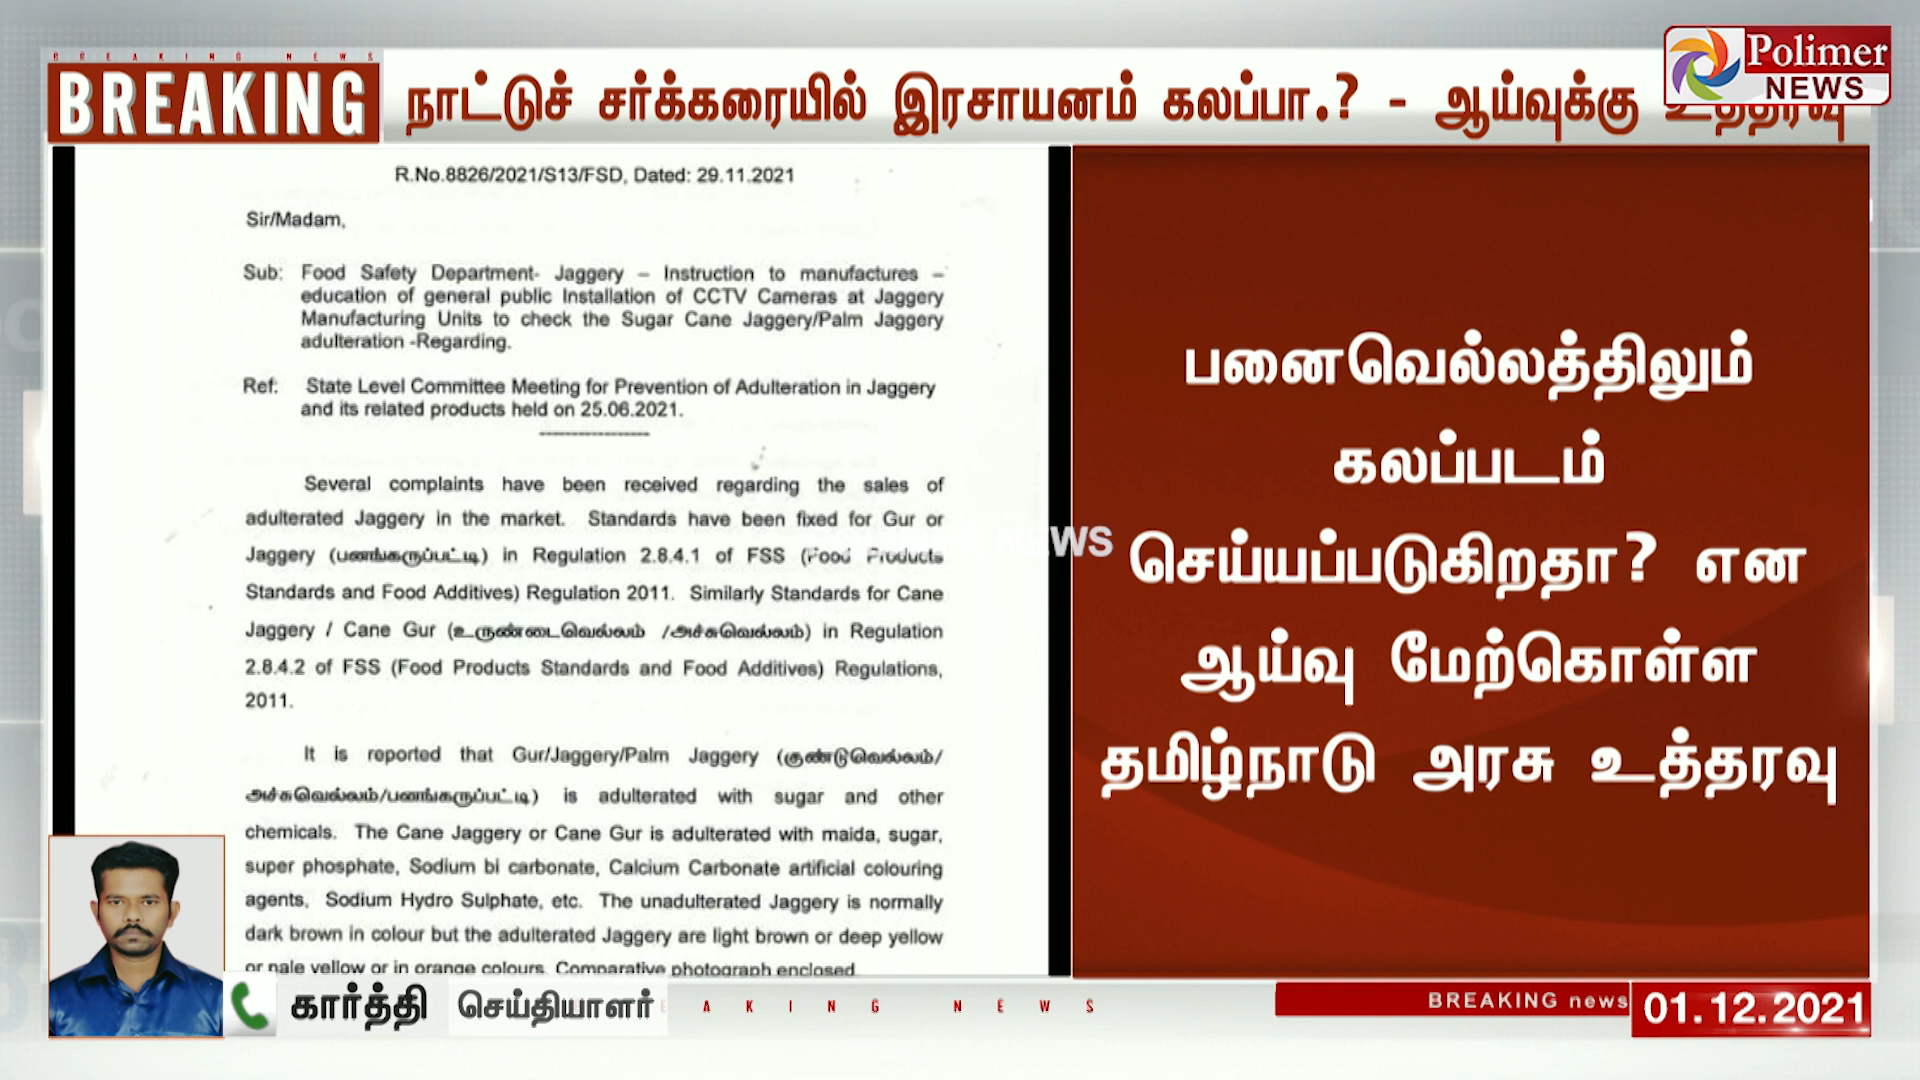 B R E A K I N G N E W S
BREAKING
நாட்டுச் சர்க்கரையில் இரசாயனம் கலப்பா.? - ஆய்வுக்கு உத்தரவு
Polimer
NEWS
R.No.8826/2021/S13/FSD, Dated: 29.11.2021
Sir/Madam,
Sub: Food Safety Department- Jaggery – Instruction to manufactures –
education of general public Installation of CCTV Cameras at Jaggery
Manufacturing Units to check the Sugar Cane Jaggery/Palm Jaggery
adulteration -Regarding.
Ref: State Level Committee Meeting for Prevention of Adulteration in Jaggery
and its related products held on 25.06.2021.
-----------------
Several complaints have been received regarding the sales of
adulterated Jaggery in the market. Standards have been fixed for Gur or
Jaggery (பனங்கருப்பட்டி) in Regulation 2.8.4.1 of FSS (Food Products
Standards and Food Additives) Regulation 2011. Similarly Standards for Cane
Jaggery / Cane Gur (உருண்டைவெல்லம் /அச்சுவெல்லம்) in Regulation
2.8.4.2 of FSS (Food Products Standards and Food Additives) Regulations,
2011.
It is reported that Gur/Jaggery/Palm Jaggery (குண்டுவெல்லம்/
அச்சுவெல்லம்/பனங்கருப்பட்டி) is adulterated with sugar and other
chemicals. The Cane Jaggery or Cane Gur is adulterated with maida, sugar,
super phosphate, Sodium bi carbonate, Calcium Carbonate artificial colouring
agents, Sodium Hydro Sulphate, etc. The unadulterated Jaggery is normally
dark brown in colour but the adulterated Jaggery are light brown or deep yellow
or pale yellow or in orange colours. Comparative photograph enclosed.
NEWS
பனைவெல்லத்திலும்
கலப்படம்
செய்யப்படுகிறதா? என
ஆய்வு மேற்கொள்ள
தமிழ்நாடு அரசு உத்தரவு
கார்த்தி செய்தியாளர்
A K I N G N E W S
BREAKING news
01.12.2021